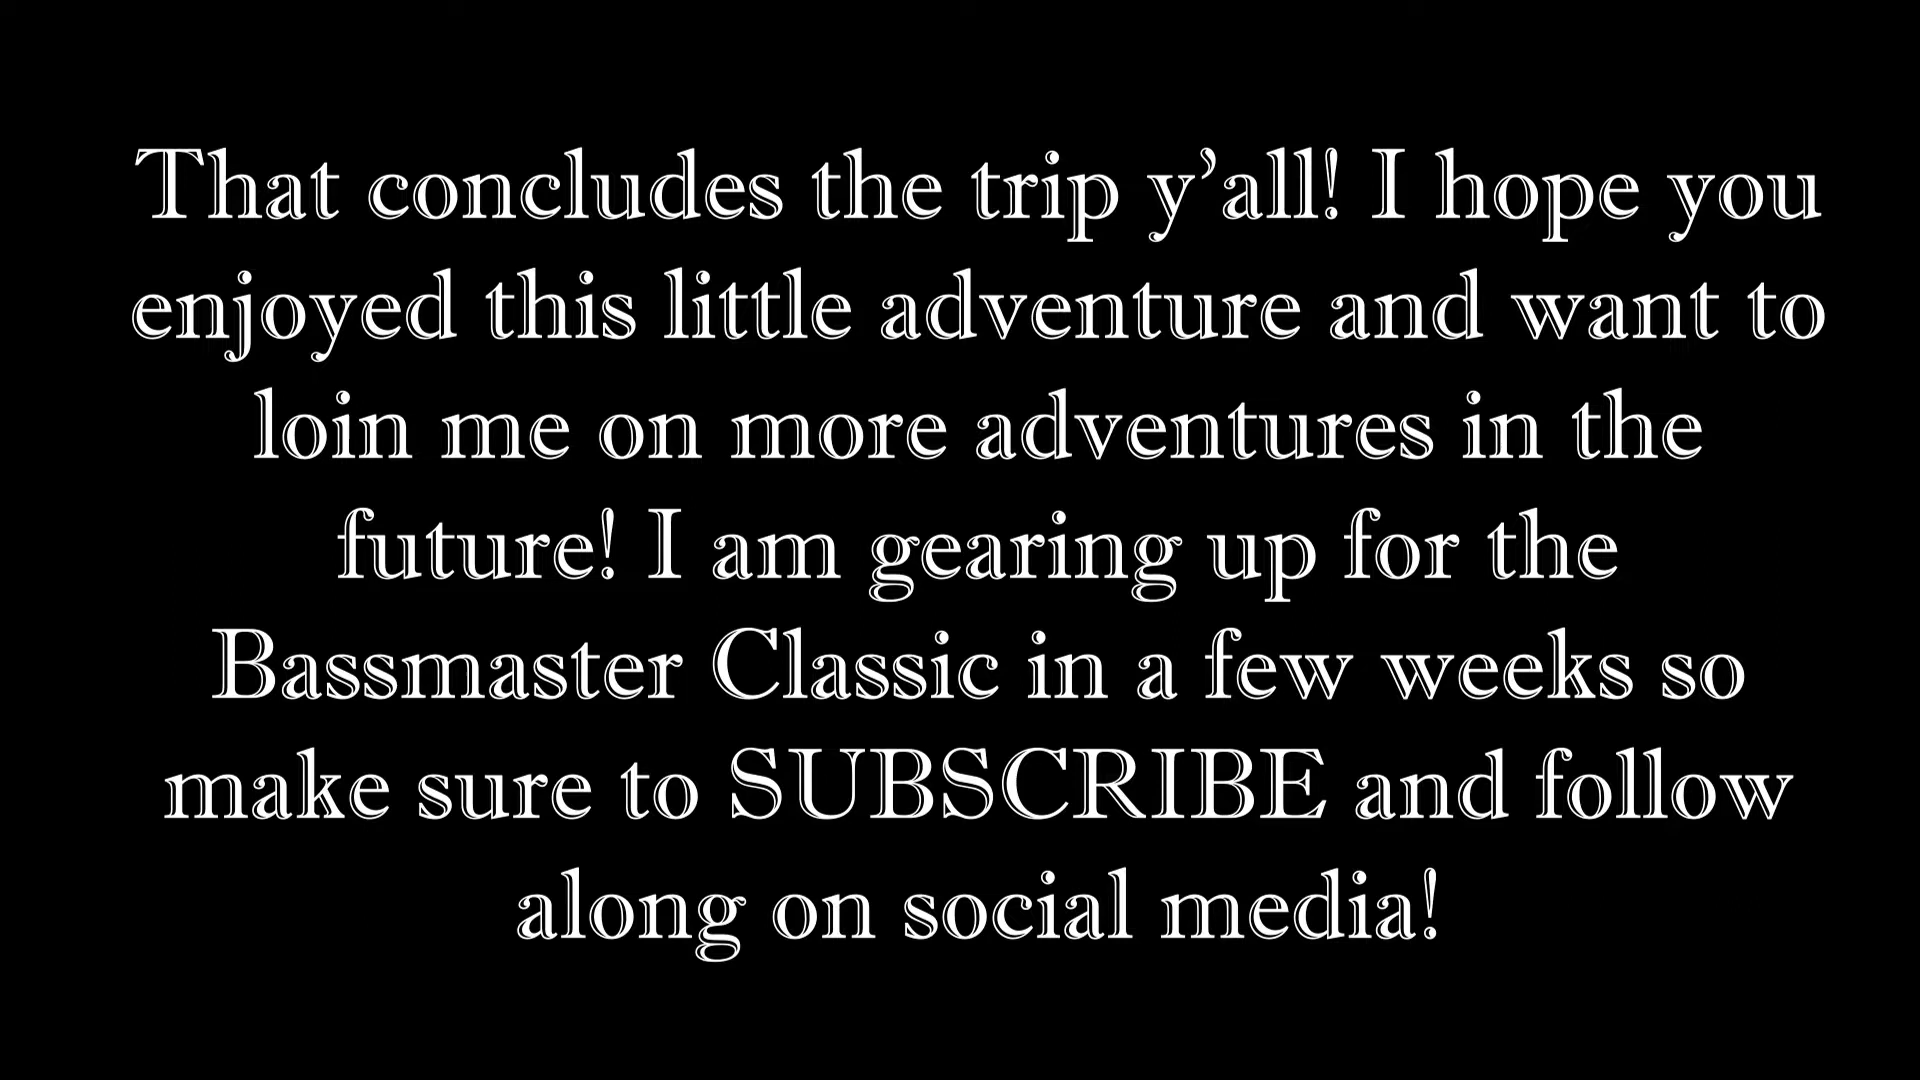 That concludes the trip y’all! I hope you
enjoyed this little adventure and want to
loin me on more adventures in the
future! I am gearing up for the
Bassmaster Classic in a few weeks so
make sure to SUBSCRIBE and follow
along on social media!